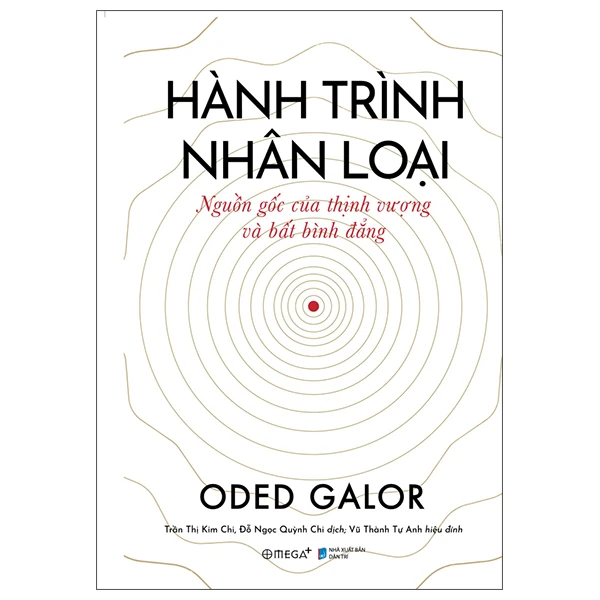 HÀNH TRÌNH
NHÂN LOẠI
Nguồn gốc của thịnh vượng
và bất bình đẳng
ODED GALOR
Trần Thị Kim Chi, Đỗ Ngọc Quỳnh Chi dịch; Vũ Thành Tự Anh hiệu đính
OMEGA+
NHÀ XUẤT BẢN
DÂN TRÍ